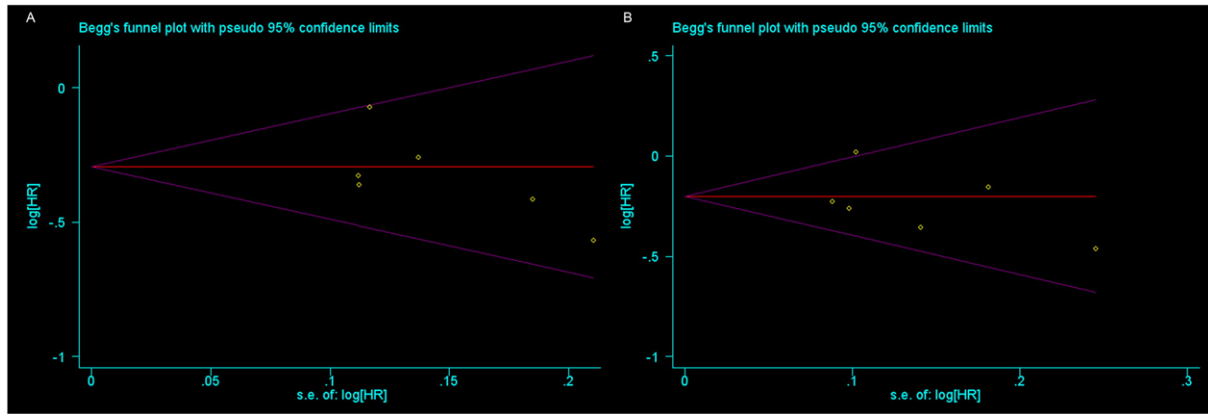 A
Begg's funnel plot with pseudo 95% confidence limits
0
-.5
-1
log[HR]
0
.05
.1
.15
.2
s.e. of: log[HR]
B
Begg's funnel plot with pseudo 95% confidence limits
.5
0
-.5
-1
log[HR]
0
.1
.2
.3
s.e. of: log[HR]